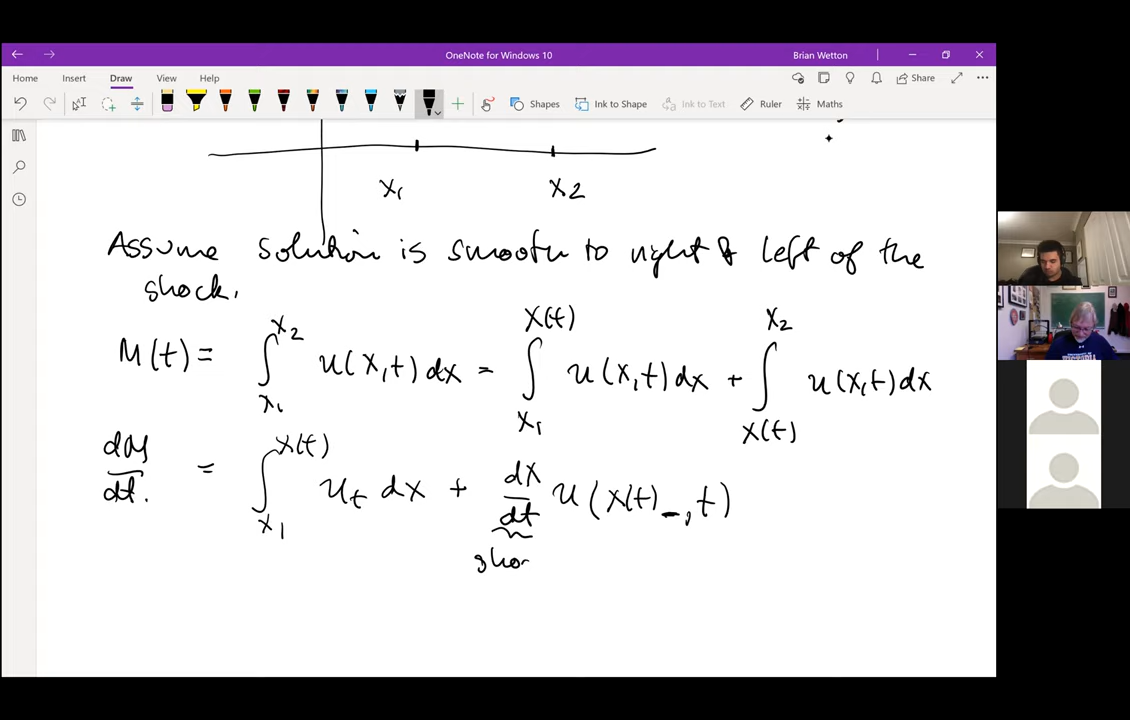 OneNote for Windows 10
Brian Wetton
Home Insert Draw View Help
Share
Shapes Ink to Shape Ink to Text Ruler Maths
x1 x2
Assume solution is smooth to right & left of the
shock.
M(t) = ∫_{x1}^{x2} u(x,t) dx = ∫_{x1}^{X(t)} u(x,t) dx + ∫_{X(t)}^{x2} u(x,t) dx
dM/dt. = ∫_{x1}^{X(t)} u_t dx + dX/dt u(X(t)_-, t)
shoc